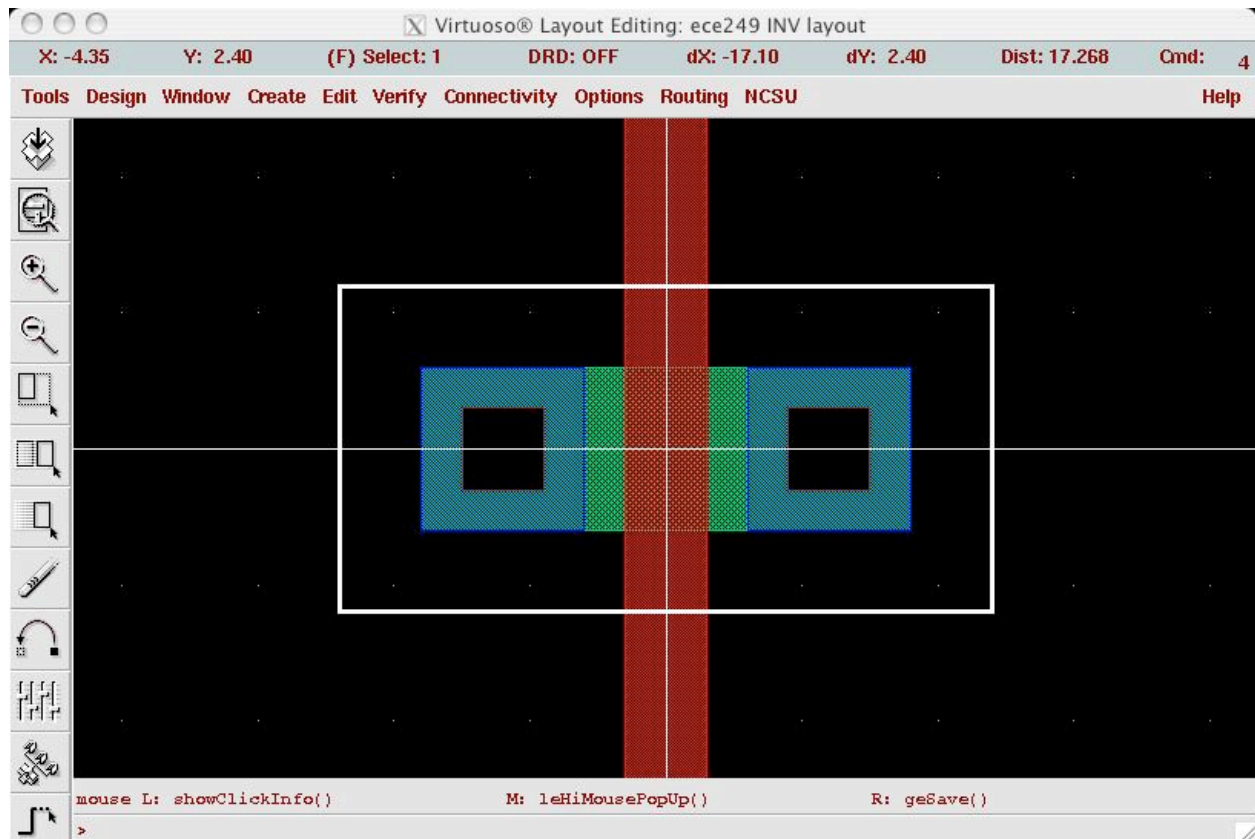 X Virtuoso® Layout Editing: ece249 INV layout
X: -4.35 Y: 2.40 (F) Select: 1 DRD: OFF dX: -17.10 dY: 2.40 Dist: 17.268 Cmd: 4
Tools Design Window Create Edit Verify Connectivity Options Routing NCSU Help
mouse L: showClickInfo() M: leHiMousePopUp() R: geSave()
>